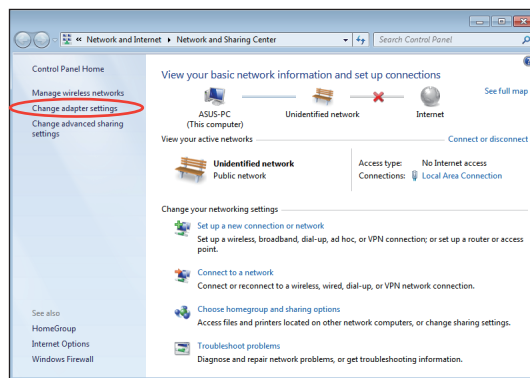 « Network and Internet ▸ Network and Sharing Center
Search Control Panel
Control Panel Home
Manage wireless networks
Change adapter settings
Change advanced sharing
settings
View your basic network information and set up connections
See full map
ASUS-PC
(This computer)
Unidentified network
Internet
View your active networks
Connect or disconnect
Unidentified network
Public network
Access type: No Internet access
Connections: Local Area Connection
Change your networking settings
Set up a new connection or network
Set up a wireless, broadband, dial-up, ad hoc, or VPN connection; or set up a router or access
point.
Connect to a network
Connect or reconnect to a wireless, wired, dial-up, or VPN network connection.
Choose homegroup and sharing options
Access files and printers located on other network computers, or change sharing settings.
Troubleshoot problems
Diagnose and repair network problems, or get troubleshooting information.
See also
HomeGroup
Internet Options
Windows Firewall